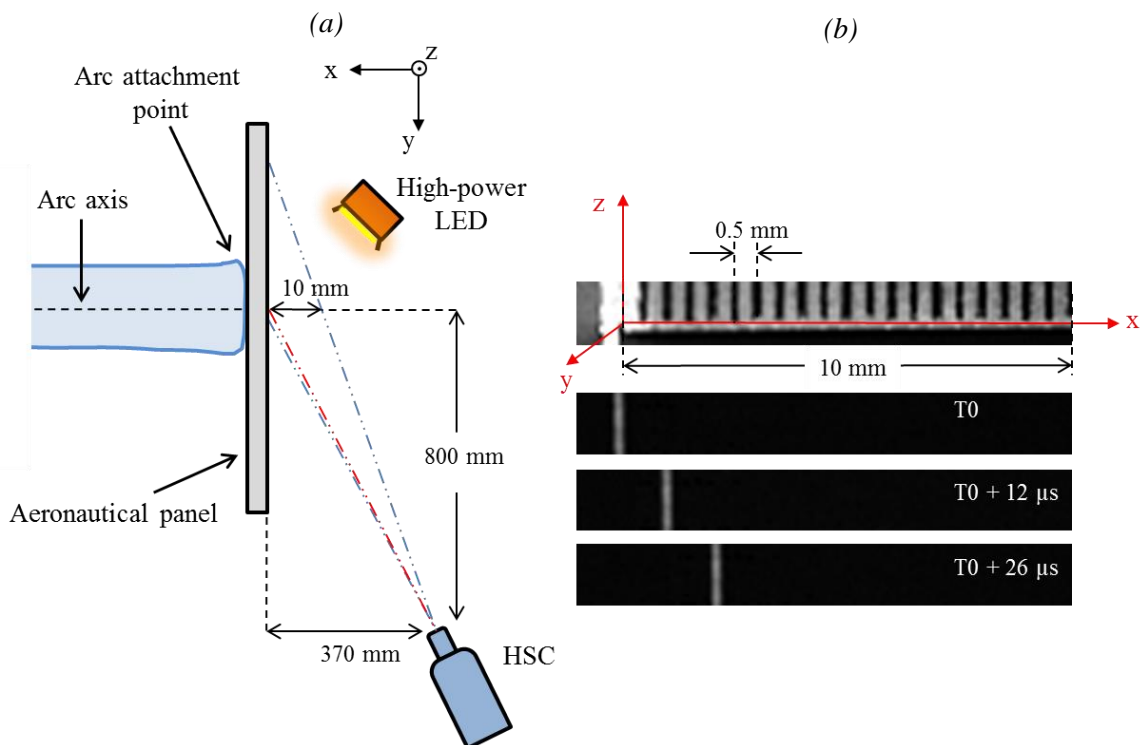 (a)
(b)
z
x
y
Arc attachment
point
High-power
LED
Arc axis
10 mm
800 mm
Aeronautical panel
370 mm
HSC
z
0.5 mm
x
y
10 mm
T0
T0 + 12 µs
T0 + 26 µs